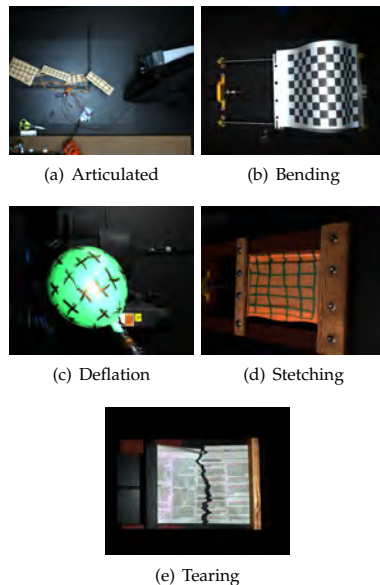 (a) Articulated
(b) Bending
(c) Deflation
(d) Stetching
(e) Tearing